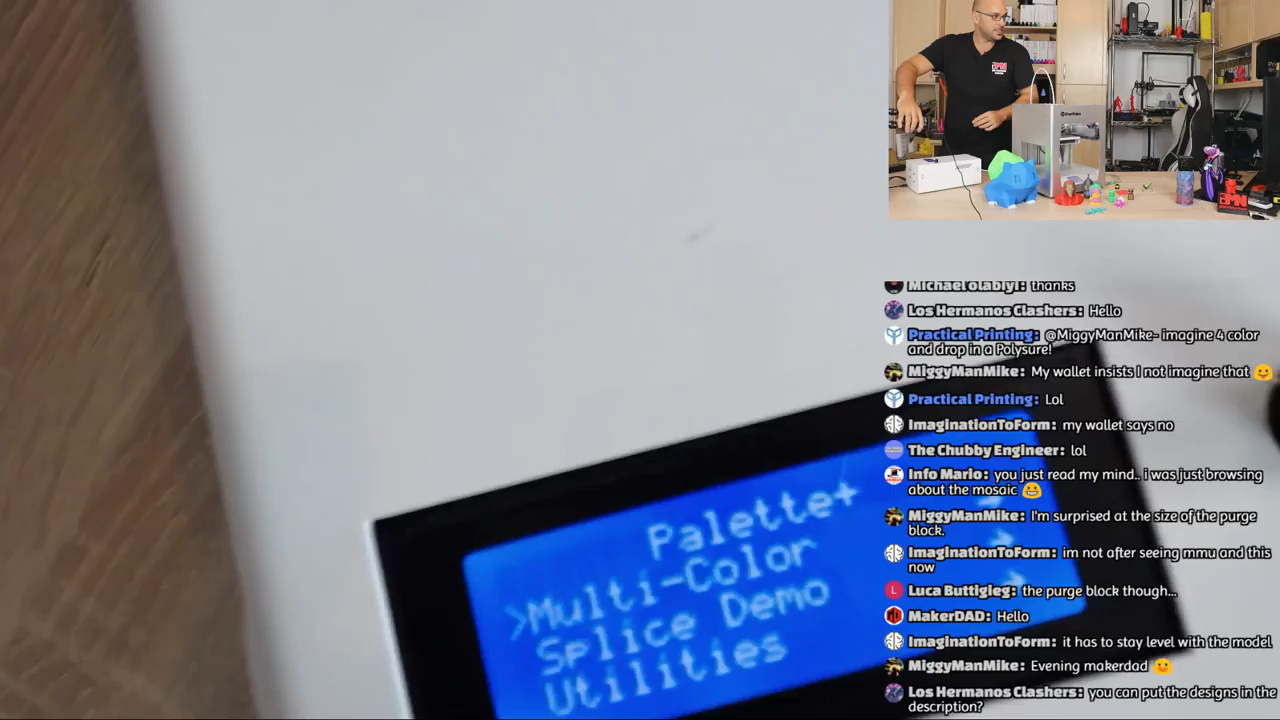 Michael olabiyi: thanks
Los Hermanos Clashers: Hello
Practical Printing: @MiggyManMike- imagine 4 color
and drop in a Polysure!
MiggyManMike: My wallet insists I not imagine that 😛
Practical Printing: Lol
ImaginationToForm: my wallet says no
The Chubby Engineer: lol
Info Mario: you just read my mind.. i was just browsing
about the mosaic 😀
MiggyManMike: I'm surprised at the size of the purge
block.
ImaginationToForm: im not after seeing mmu and this
now
Luca Buttigieg: the purge block though...
MakerDAD: Hello
ImaginationToForm: it has to stay level with the model
MiggyManMike: Evening makerdad 🙂
Los Hermanos Clashers: you can put the designs in the
description?
Palette+
>Multi-Color
Splice Demo
Utilities